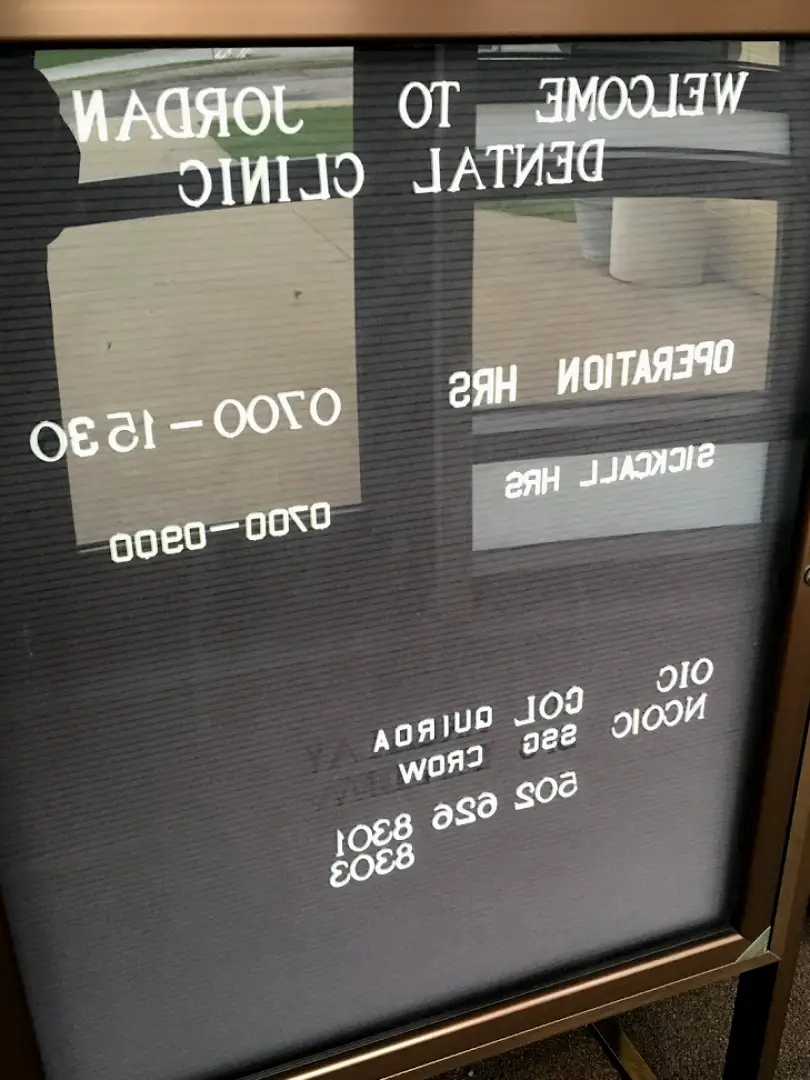 WELCOME TO JORDAN
DENTAL CLINIC
OPERATION HRS 0700-1530
SICKCALL HRS 0700-0900
OIC COL QUIROA
NCOIC SSG CROW
502 626 8301
8303